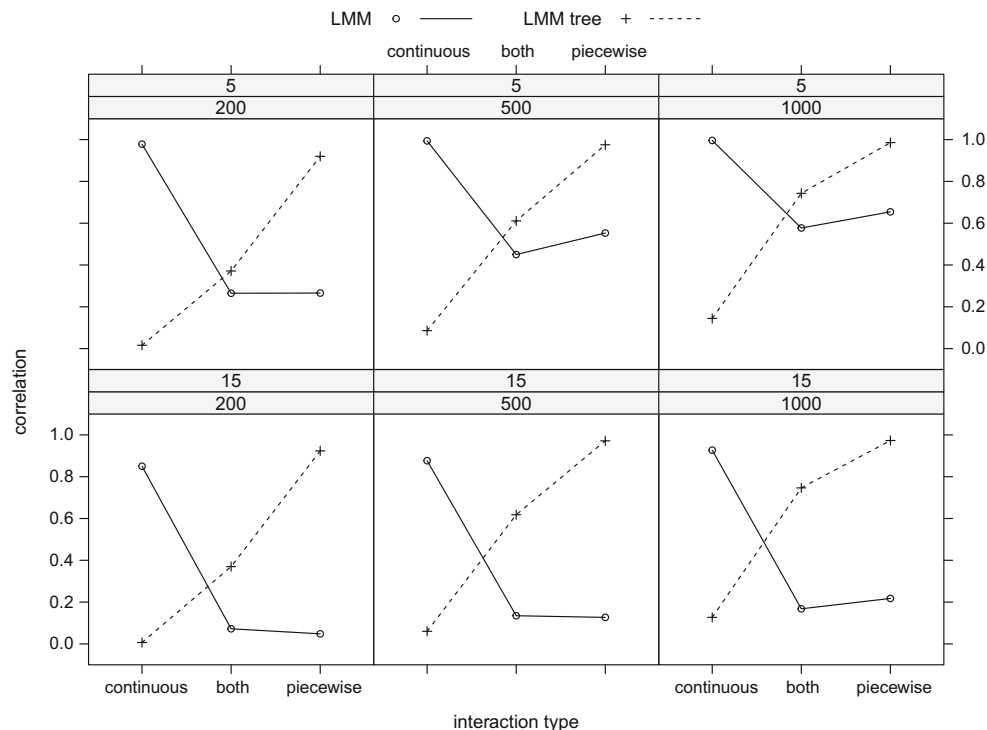 LMM LMM tree
continuous both piecewise
5 5 5
200 500 1000
1.0
0.8
0.6
0.4
0.2
0.0
correlation
15 15 15
200 500 1000
1.0
0.8
0.6
0.4
0.2
0.0
continuous both piecewise continuous both piecewise
interaction type